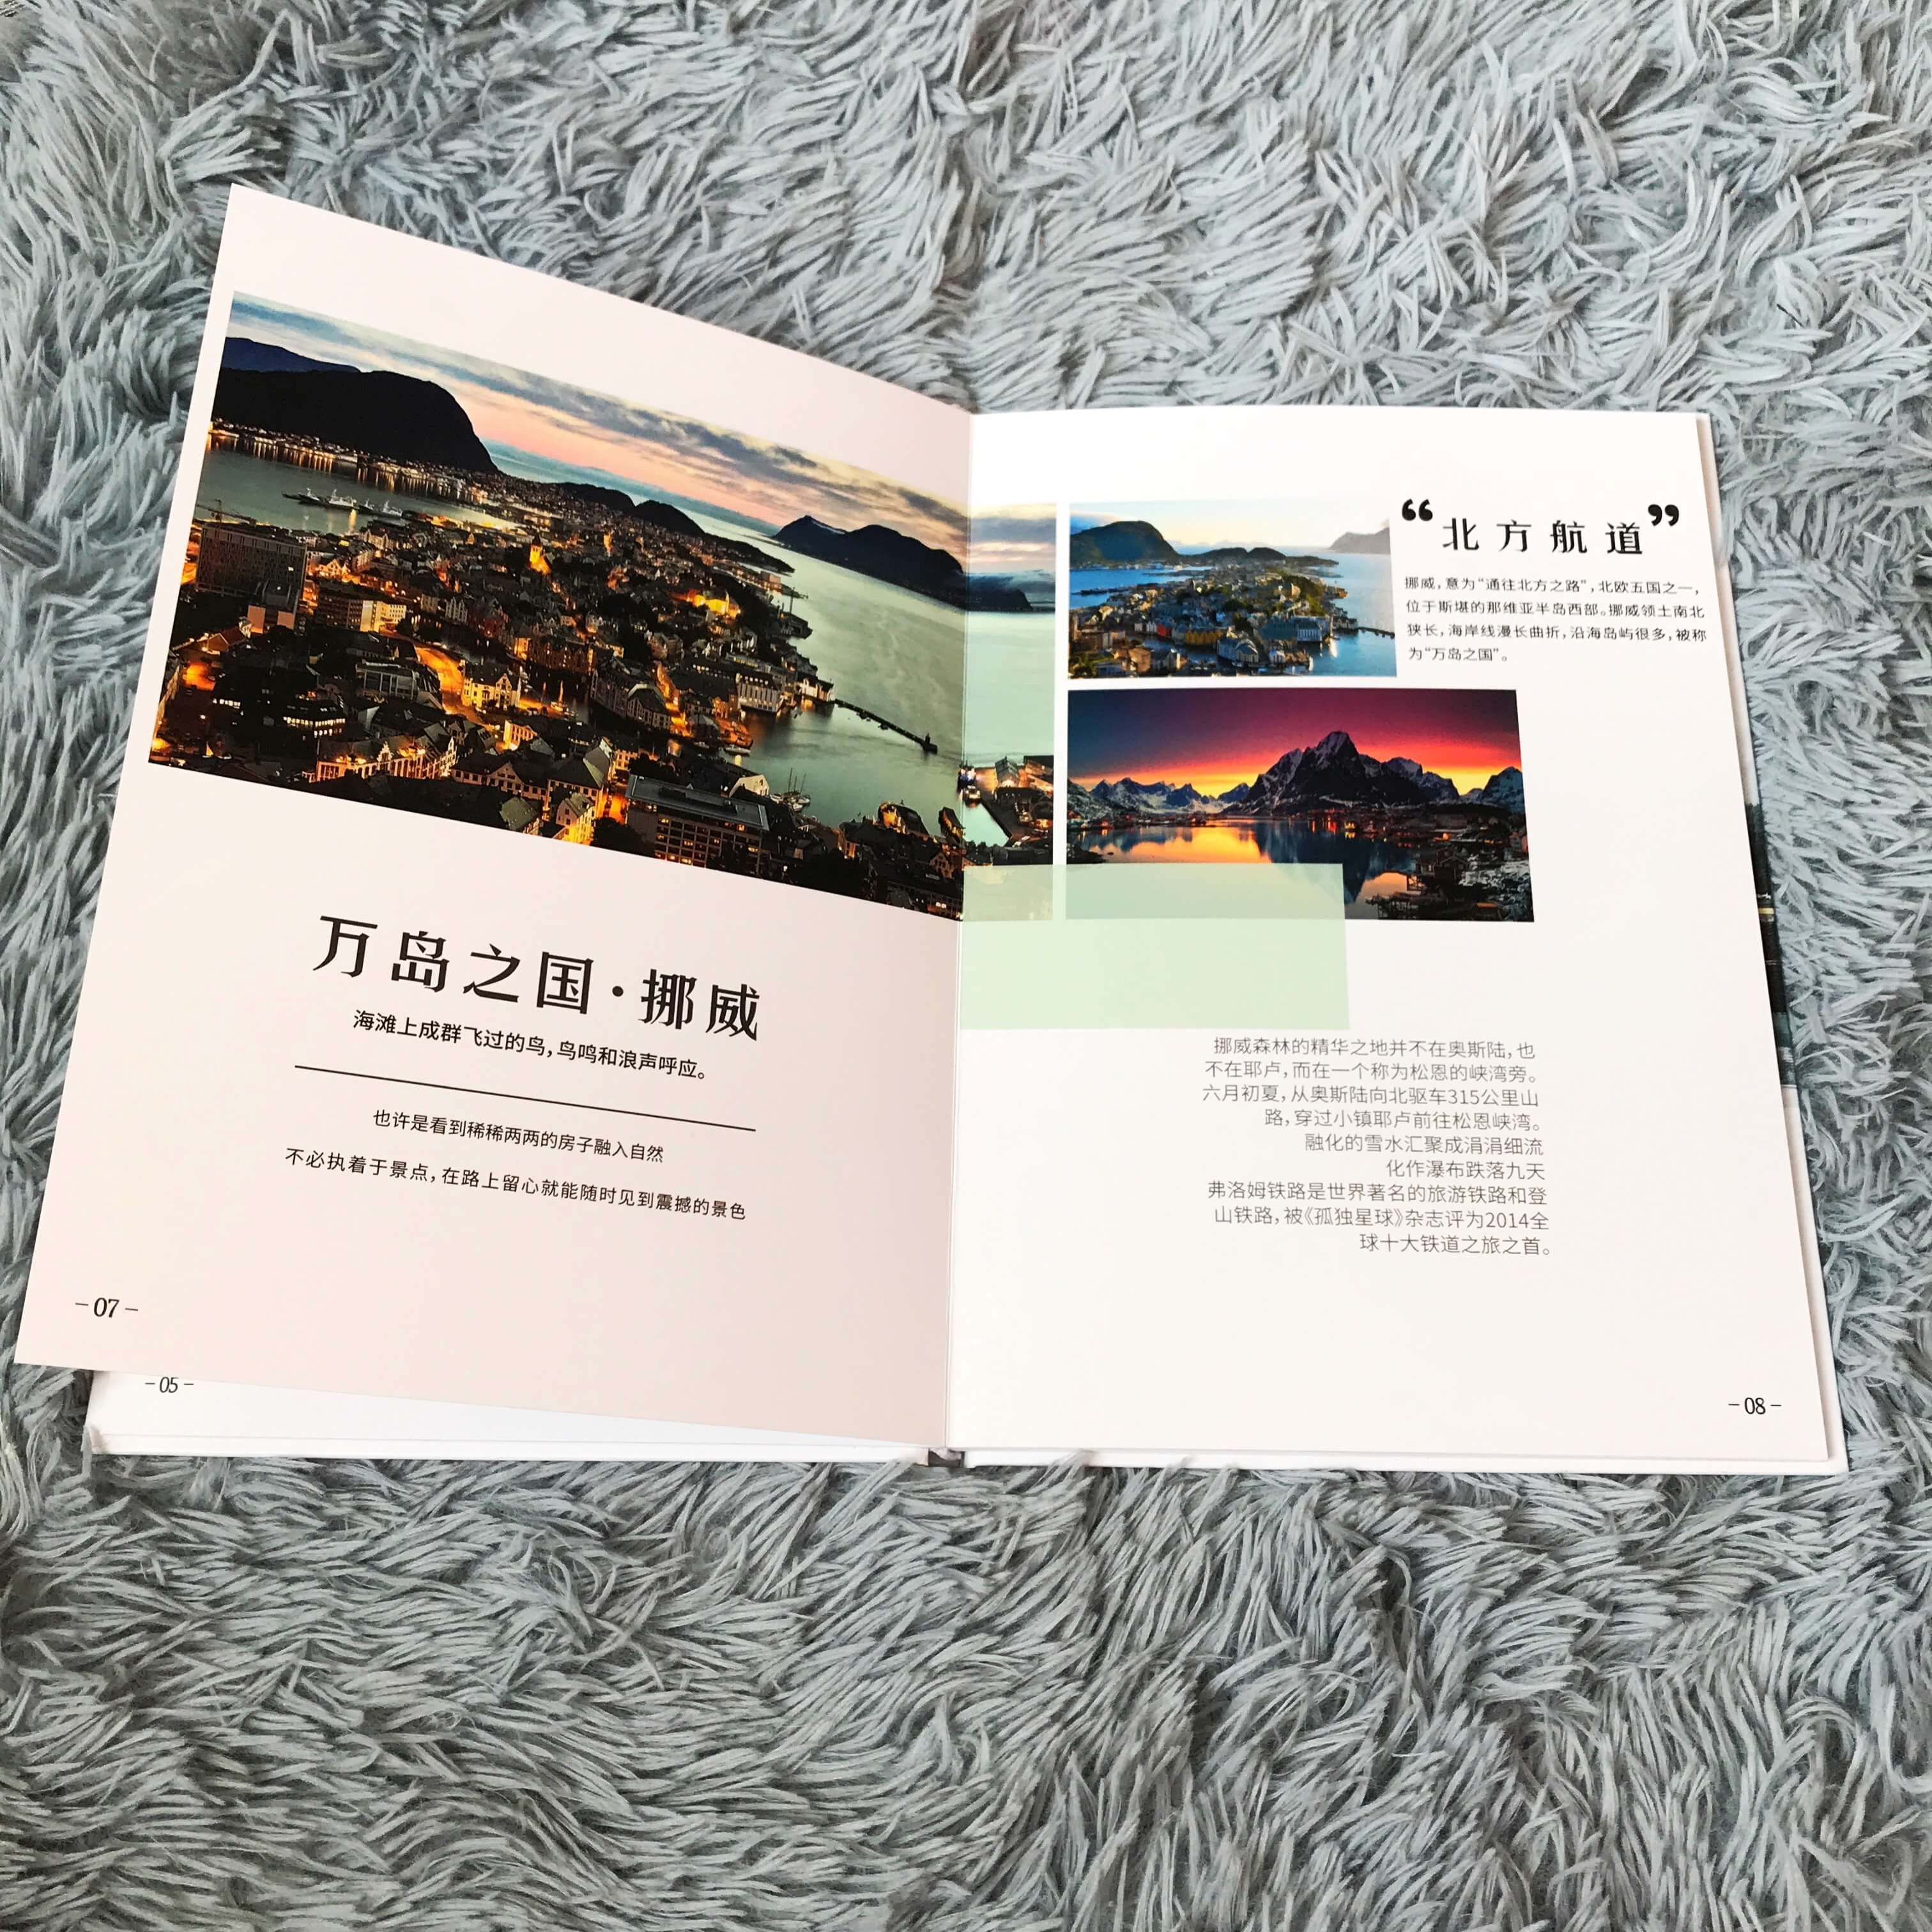 万岛之国·挪威
海滩上成群飞过的鸟，鸟鸣和浪声呼应。
也许是看到稀稀两两的房子融入自然
不必执着于景点，在路上留心就能随时见到震撼的景色
-07-
-05-
“北方航道”
挪威，意为“通往北方之路”，北欧五国之一，
位于斯堪的那维亚半岛西部。挪威领土南北
狭长，海岸线漫长曲折，沿海岛屿很多，被称
为“万岛之国”。
挪威森林的精华之地并不在奥斯陆，也
不在耶卢，而在一个称为松恩的峡湾旁。
六月初夏，从奥斯陆向北驱车315公里山
路，穿过小镇耶卢前往松恩峡湾。
融化的雪水汇聚成涓涓细流
化作瀑布跌落九天
弗洛姆铁路是世界著名的旅游铁路和登
山铁路，被《孤独星球》杂志评为2014全
球十大铁道之旅之首。
-08-